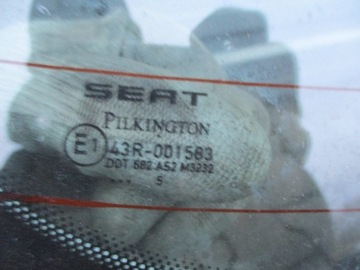 SEAT
PILKINGTON
E1 43R-001583
DOT 682 AS2 M3232
... 5